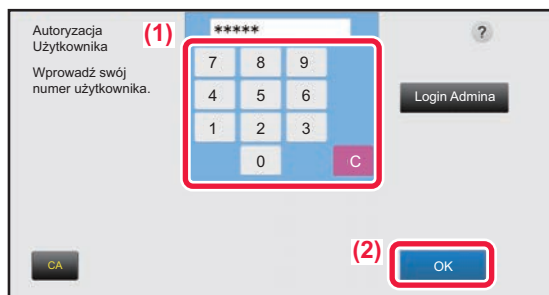 Autoryzacja
Użytkownika
Wprowadź swój
numer użytkownika.
(1)
*****
7 8 9
4 5 6
1 2 3
0 C
?
Login Admina
CA
(2)
OK